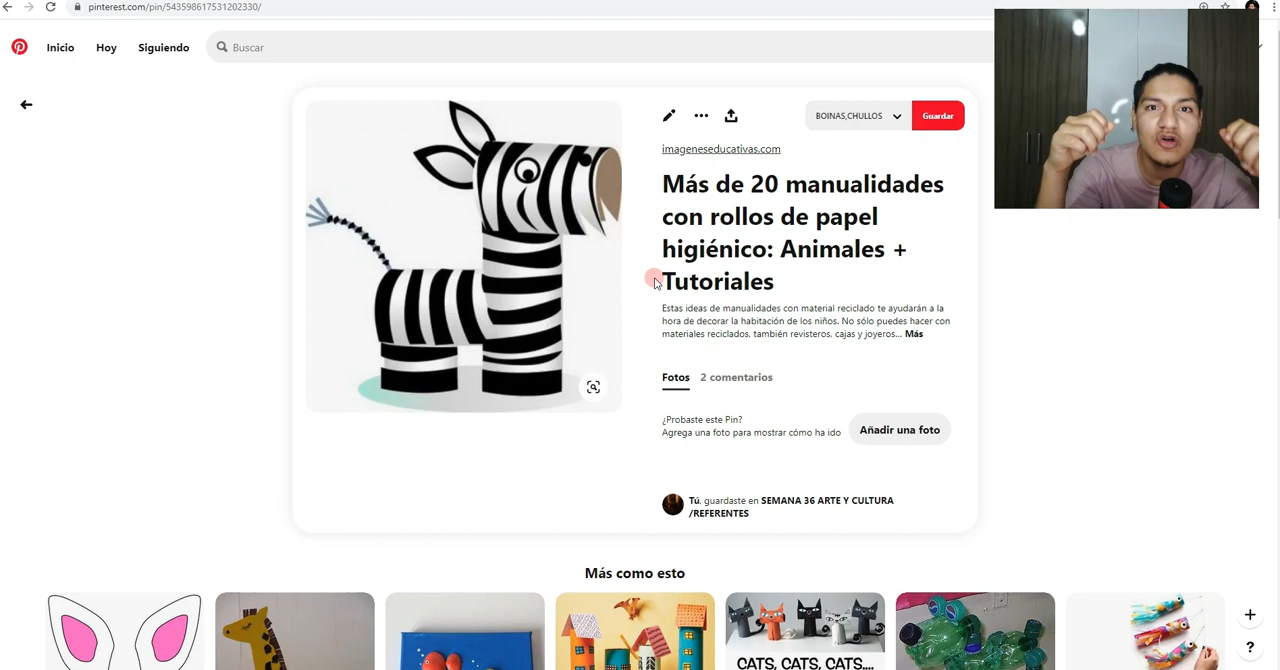 pinterest.com/pin/543598617531202330/
Inicio
Hoy
Siguiendo
Buscar
BOINAS,CHULLOS
Guardar
imageneseducativas.com
Más de 20 manualidades
con rollos de papel
higiénico: Animales +
Tutoriales
Estas ideas de manualidades con material reciclado te ayudarán a la
hora de decorar la habitación de los niños. No sólo puedes hacer con
materiales reciclados, también revisteros, cajas y joyeros... Más
Fotos
2 comentarios
¿Probaste este Pin?
Agrega una foto para mostrar cómo ha ido
Añadir una foto
Tú, guardaste en SEMANA 36 ARTE Y CULTURA
/REFERENTES
Más como esto
CATS, CATS, CATS....
?